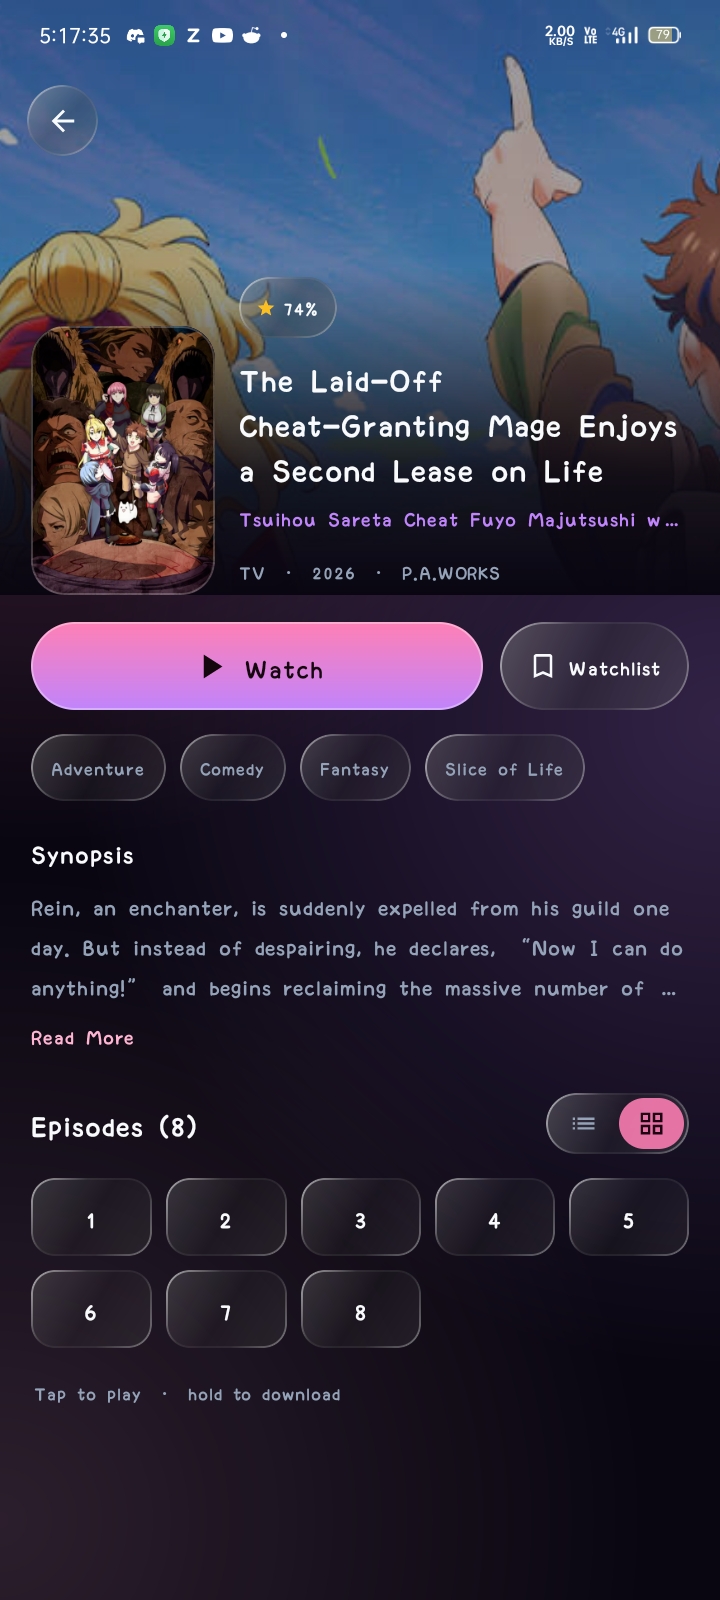 5:17:35 Z 2.00 KB/S Vo LTE 4G 79
74%
The Laid-Off
Cheat-Granting Mage Enjoys
a Second Lease on Life
Tsuihou Sareta Cheat Fuyo Majutsushi w...
TV · 2026 · P.A.WORKS
Watch
Watchlist
Adventure Comedy Fantasy Slice of Life
Synopsis
Rein, an enchanter, is suddenly expelled from his guild one
day. But instead of despairing, he declares, “Now I can do
anything!” and begins reclaiming the massive number of ...
Read More
Episodes (8)
1 2 3 4 5
6 7 8
Tap to play · hold to download